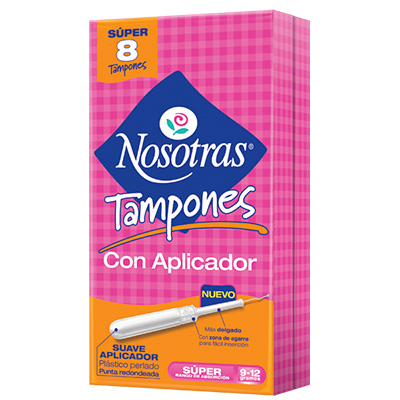 SÚPER
8
Tampones
Nosotras®
Tampones
Con Aplicador
NUEVO
Más delgado
Con zona de agarre
para fácil inserción
SUAVE
APLICADOR
Plástico perlado
Punta redondeada
SÚPER
RANGO DE ABSORCIÓN
9-12
gramos